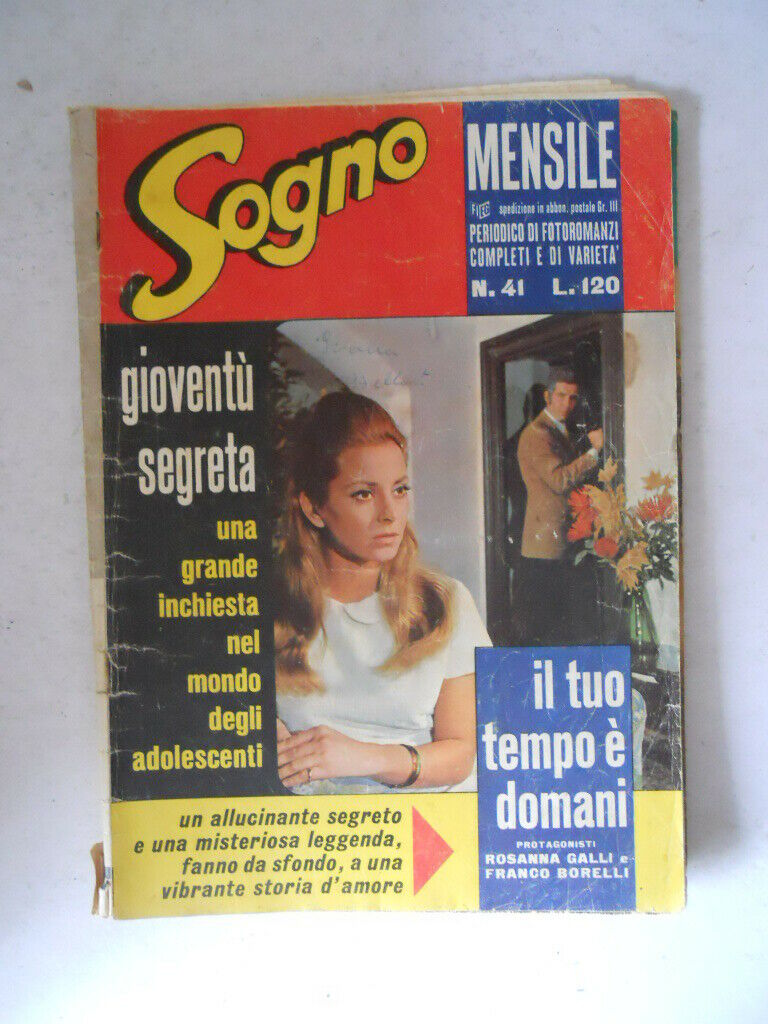 Sogno
MENSILE
FIEG spedizione in abbon. postale Gr. III
PERIODICO DI FOTOROMANZI
COMPLETI E DI VARIETA'
N. 41 L. 120
gioventù
segreta
una
grande
inchiesta
nel
mondo
degli
adolescenti
il tuo
tempo è
domani
PROTAGONISTI
ROSANNA GALLI e
FRANCO BORELLI
un allucinante segreto
e una misteriosa leggenda,
fanno da sfondo, a una
vibrante storia d'amore